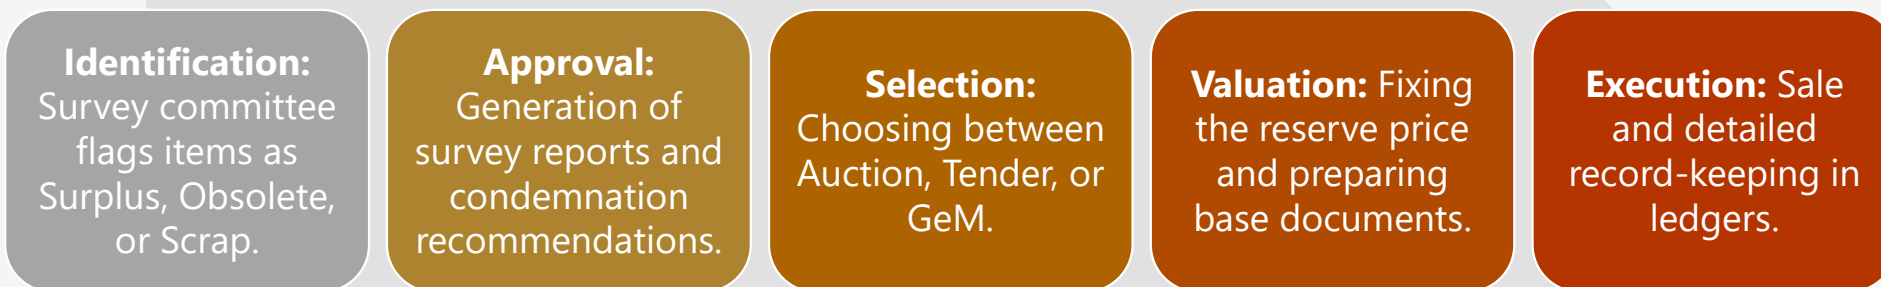 Identification:
Survey committee
flags items as
Surplus, Obsolete,
or Scrap.
Approval:
Generation of
survey reports and
condemnation
recommendations.
Selection:
Choosing between
Auction, Tender, or
GeM.
Valuation: Fixing
the reserve price
and preparing
base documents.
Execution: Sale
and detailed
record-keeping in
ledgers.